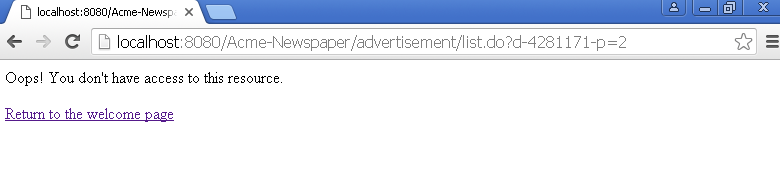 localhost:8080/Acme-Newsp
localhost:8080/Acme-Newspaper/advertisement/list.do?d-4281171-p=2
Oops! You don't have access to this resource.
Return to the welcome page